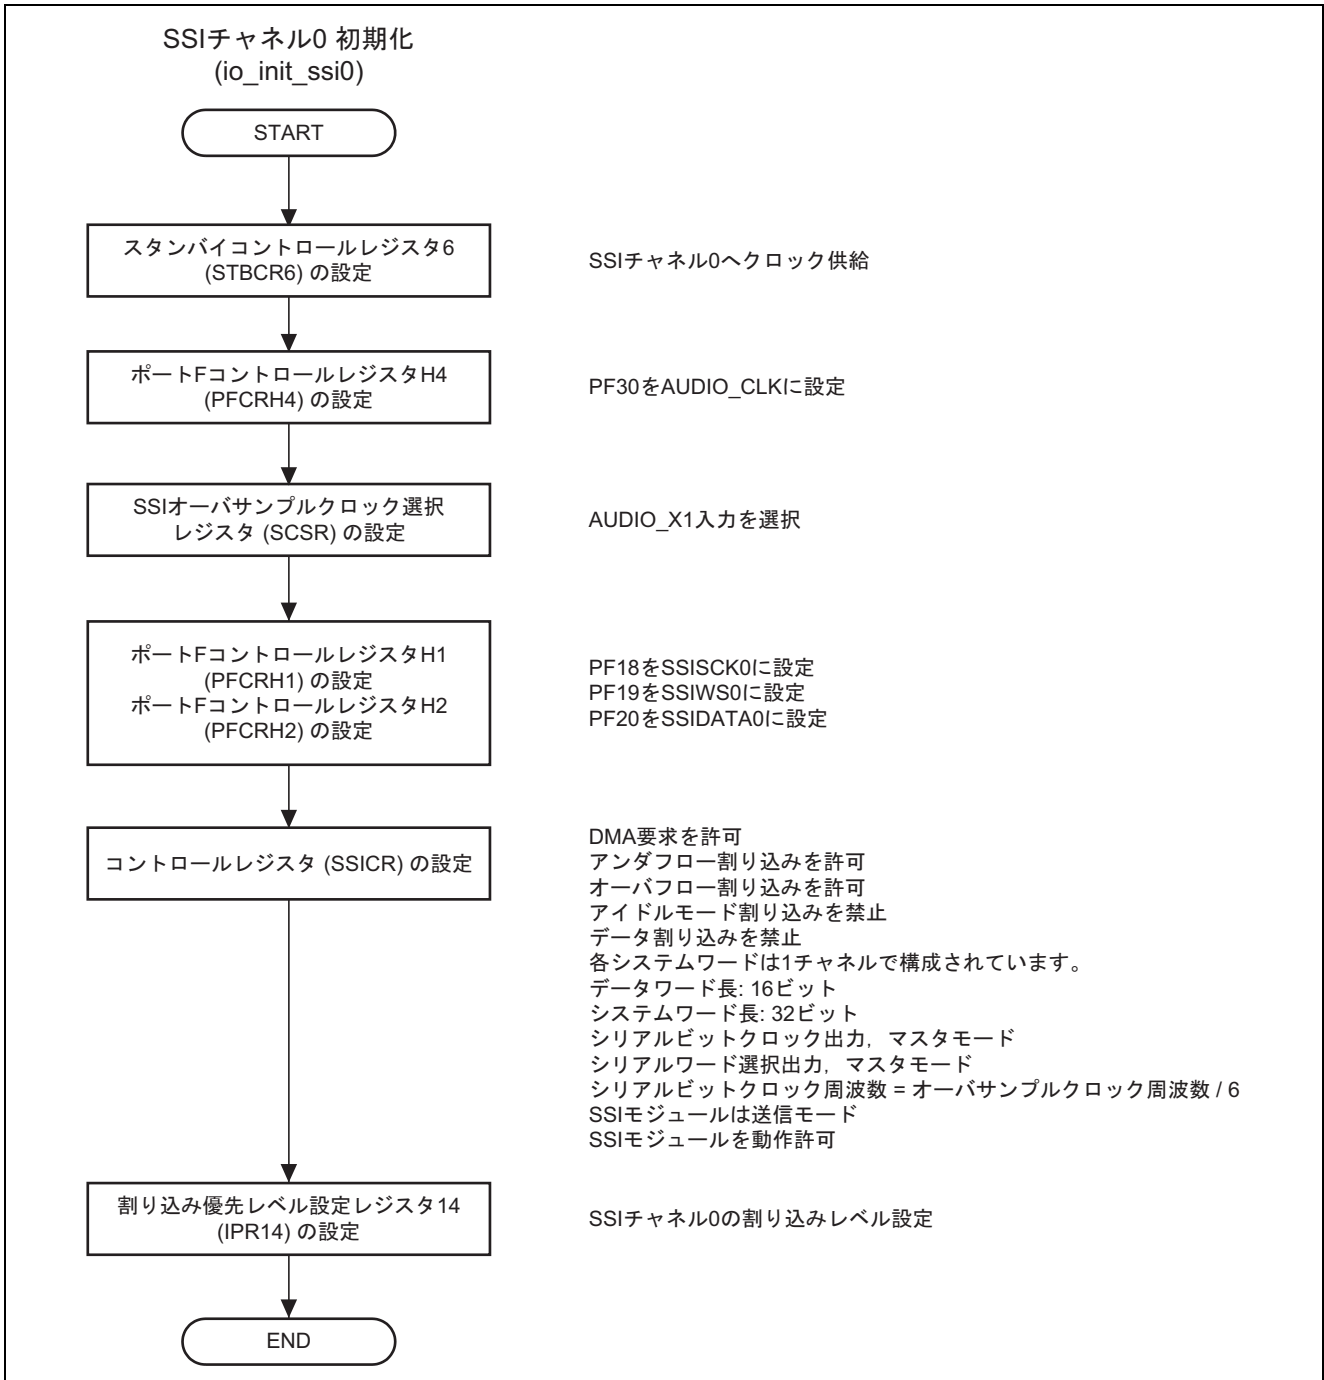 SSIチャネル0 初期化
(io_init_ssi0)
START
スタンバイコントロールレジスタ6
(STBCR6) の設定
SSIチャネル0へクロック供給
ポートFコントロールレジスタH4
(PFCRH4) の設定
PF30をAUDIO_CLKに設定
SSIオーバサンプルクロック選択
レジスタ (SCSR) の設定
AUDIO_X1入力を選択
ポートFコントロールレジスタH1
(PFCRH1) の設定
ポートFコントロールレジスタH2
(PFCRH2) の設定
PF18をSSISCK0に設定
PF19をSSIWS0に設定
PF20をSSIDATA0に設定
コントロールレジスタ (SSICR) の設定
DMA要求を許可
アンダフロー割り込みを許可
オーバフロー割り込みを許可
アイドルモード割り込みを禁止
データ割り込みを禁止
各システムワードは1チャネルで構成されています。
データワード長: 16ビット
システムワード長: 32ビット
シリアルビットクロック出力，マスタモード
シリアルワード選択出力，マスタモード
シリアルビットクロック周波数 = オーバサンプルクロック周波数 / 6
SSIモジュールは送信モード
SSIモジュールを動作許可
割り込み優先レベル設定レジスタ14
(IPR14) の設定
SSIチャネル0の割り込みレベル設定
END